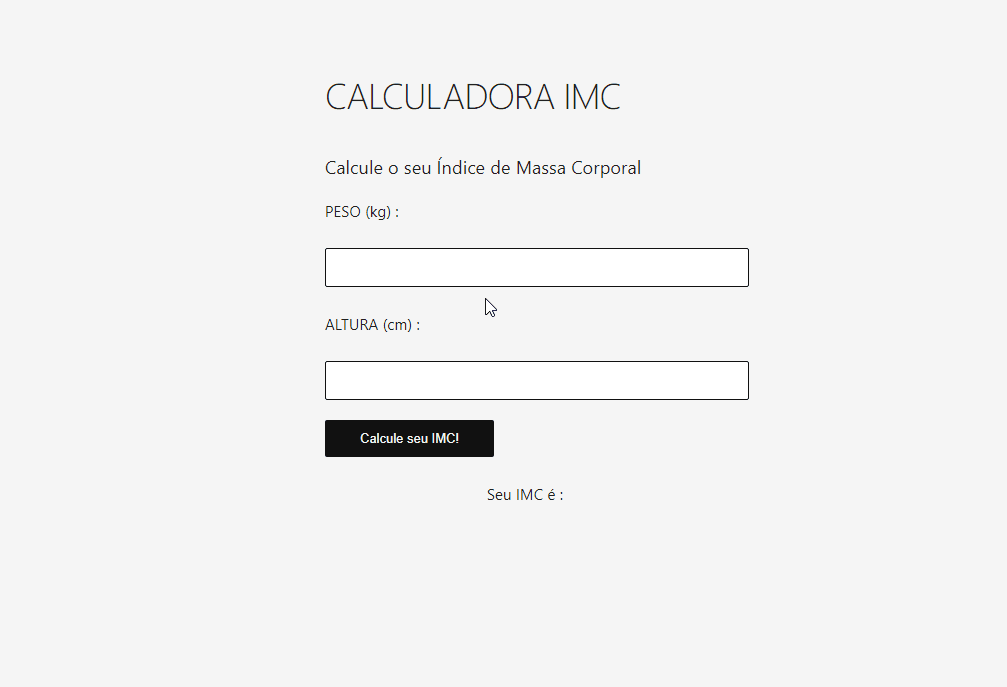 CALCULADORA IMC
Calcule o seu Índice de Massa Corporal
PESO (kg) :
ALTURA (cm) :
Calcule seu IMC!
Seu IMC é :